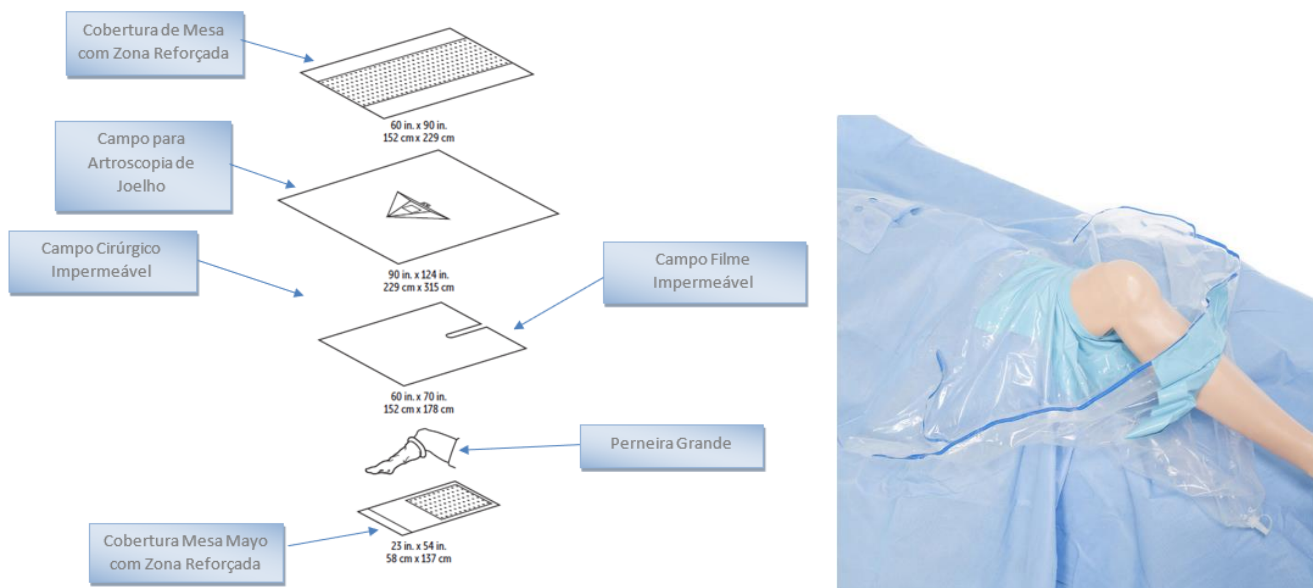 Cobertura de Mesa
com Zona Reforçada
60 in. x 90 in.
152 cm x 229 cm
Campo para
Artroscopia de
Joelho
90 in. x 124 in.
229 cm x 315 cm
Campo Cirúrgico
Impermeável
Campo Filme
Impermeável
60 in. x 70 in.
152 cm x 178 cm
Perneira Grande
Cobertura Mesa Mayo
com Zona Reforçada
23 in. x 54 in.
58 cm x 137 cm